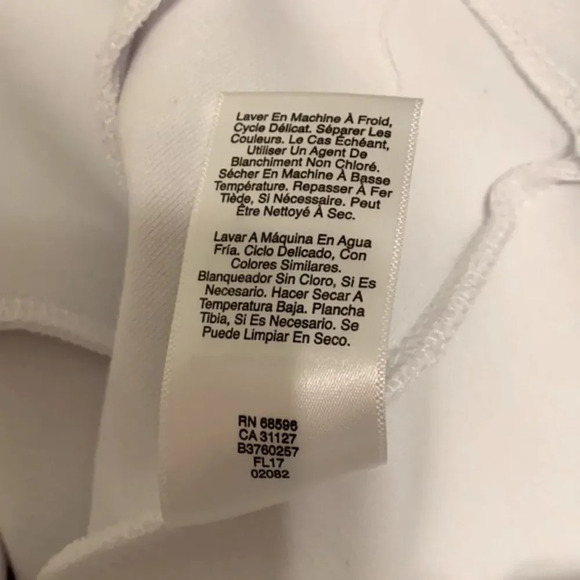 Laver En Machine À Froid,
Cycle Délicat. Séparer Les
Couleurs. Le Cas Échéant,
Utiliser Un Agent De
Blanchiment Non Chloré.
Sécher En Machine À Basse
Température. Repasser À Fer
Tiède, Si Nécessaire. Peut
Être Nettoyé À Sec.
Lavar A Máquina En Agua
Fría. Ciclo Delicado, Con
Colores Similares.
Blanqueador Sin Cloro, Si Es
Necesario. Hacer Secar A
Temperatura Baja. Plancha
Tibia, Si Es Necesario. Se
Puede Limpiar En Seco.
RN 68596
CA 31127
B3760257
FL17
02082